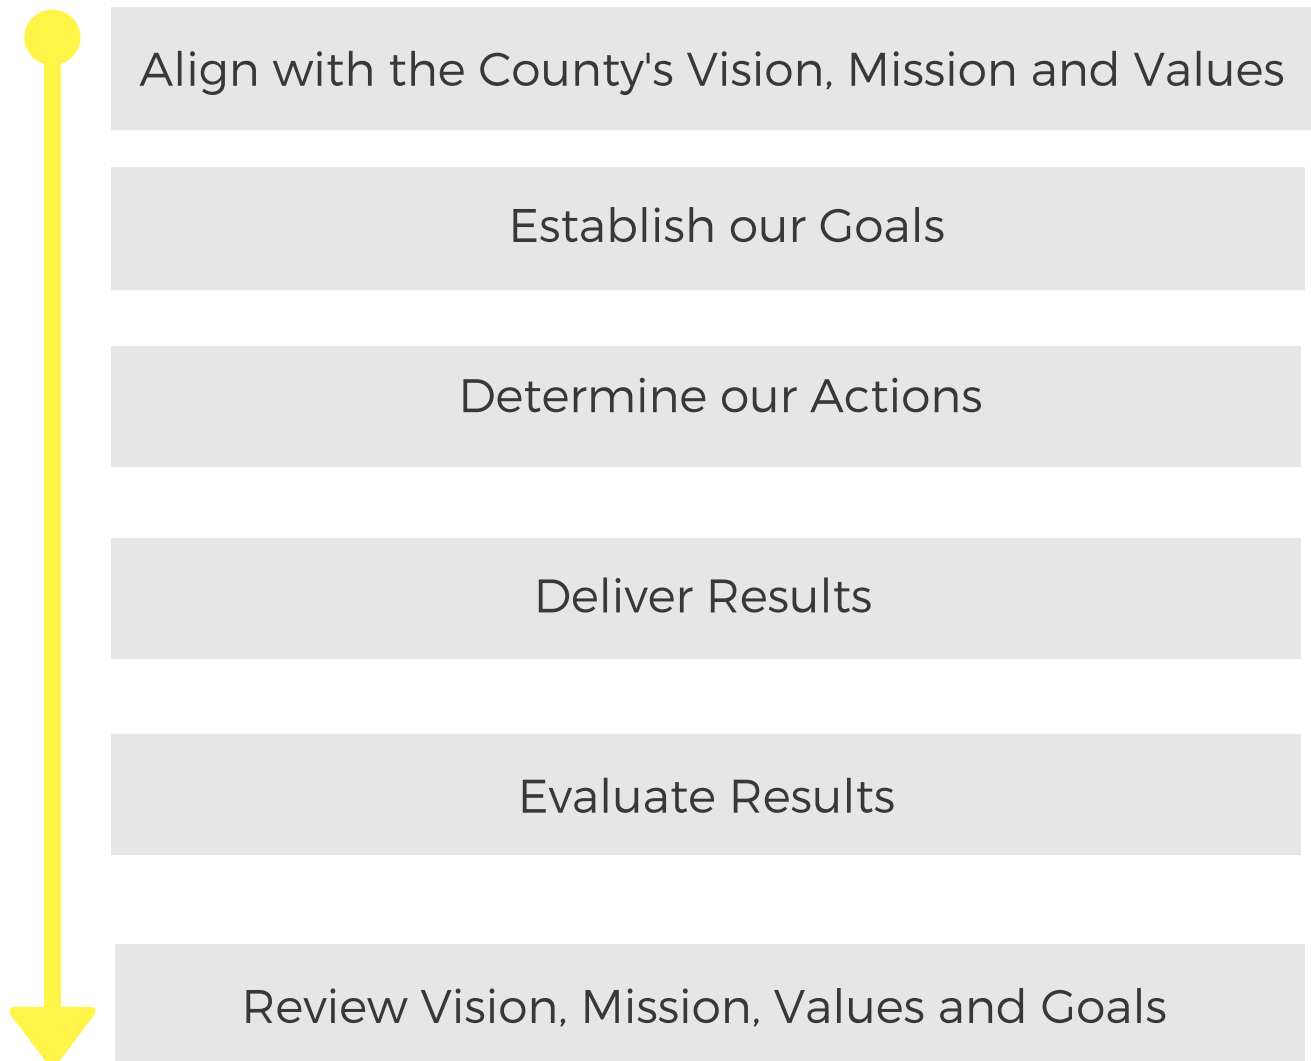 Align with the County's Vision, Mission and Values
Establish our Goals
Determine our Actions
Deliver Results
Evaluate Results
Review Vision, Mission, Values and Goals